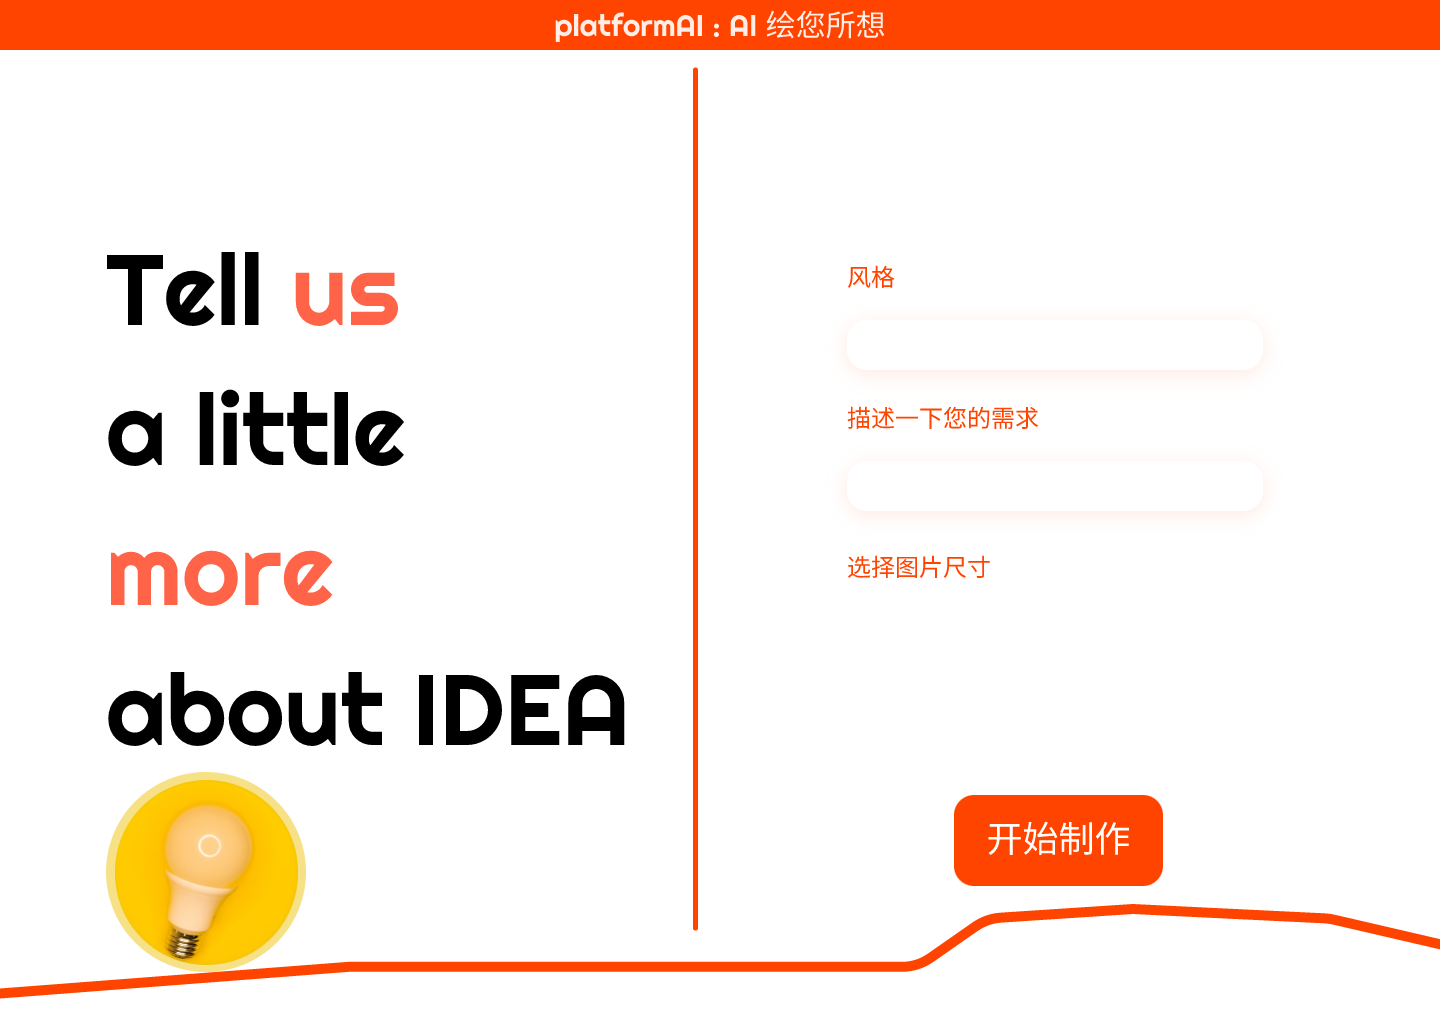 platformAI : AI 绘您所想
Tell us
a little
more
about IDEA
风格
描述一下您的需求
选择图片尺寸
开始制作